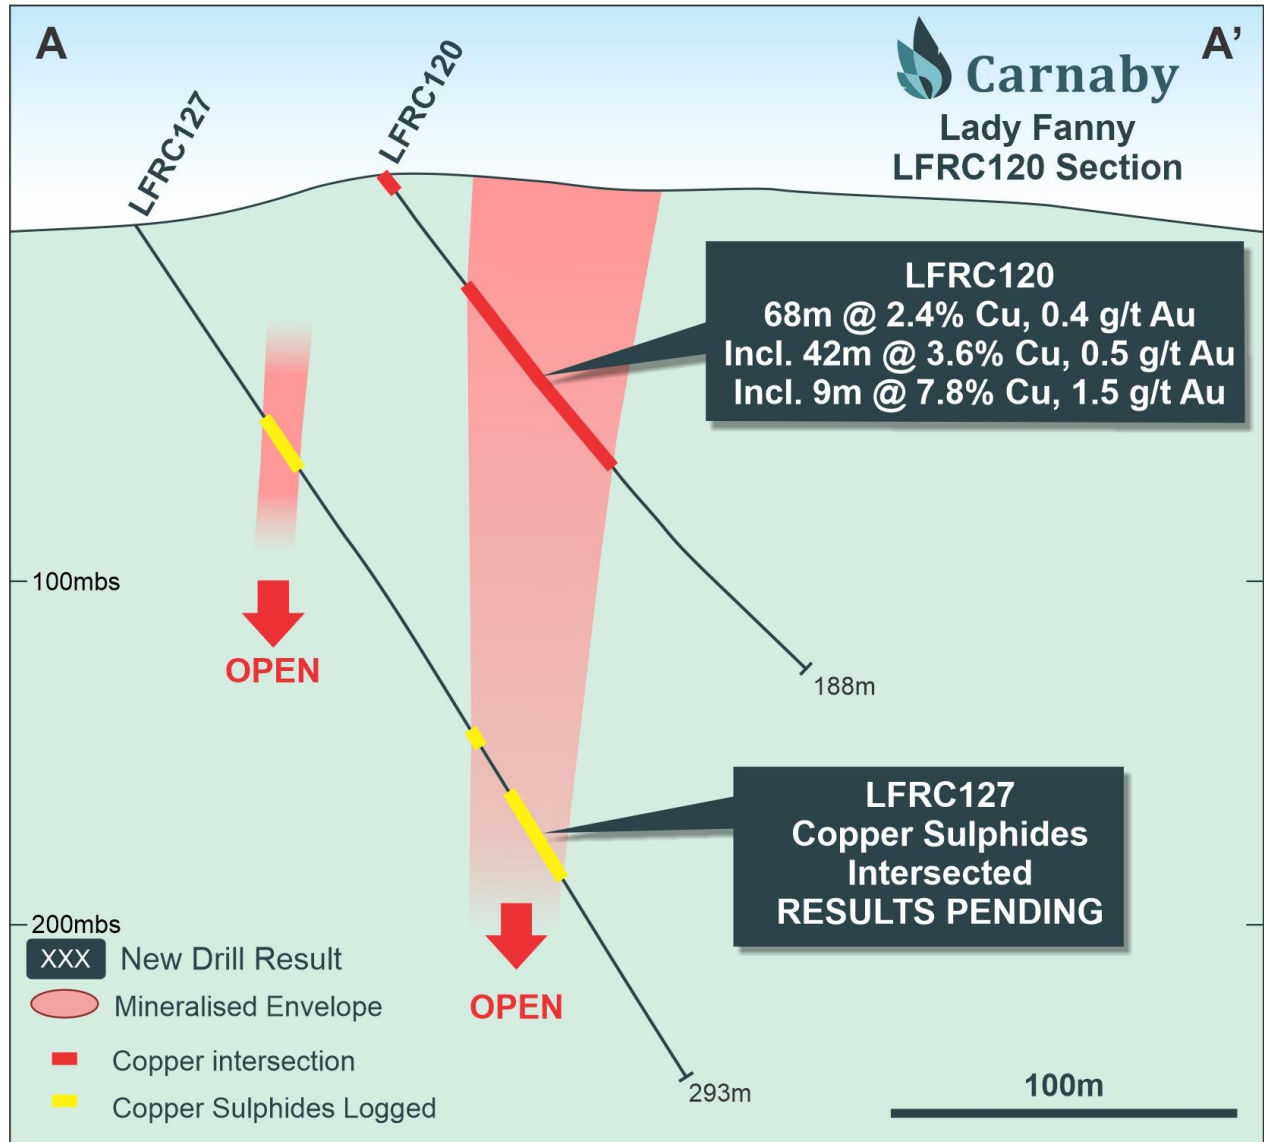 A
A’
Carnaby
Lady Fanny
LFRC120 Section
LFRC127
LFRC120
LFRC120
68m @ 2.4% Cu, 0.4 g/t Au
Incl. 42m @ 3.6% Cu, 0.5 g/t Au
Incl. 9m @ 7.8% Cu, 1.5 g/t Au
100mbs
OPEN
188m
LFRC127
Copper Sulphides
Intersected
RESULTS PENDING
200mbs
OPEN
XXX New Drill Result
Mineralised Envelope
Copper intersection
Copper Sulphides Logged
293m
100m